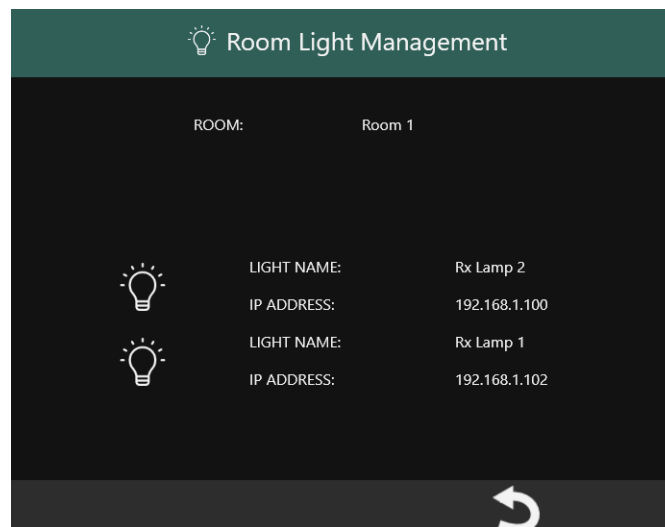 Room Light Management
ROOM: Room 1
LIGHT NAME: Rx Lamp 2
IP ADDRESS: 192.168.1.100
LIGHT NAME: Rx Lamp 1
IP ADDRESS: 192.168.1.102